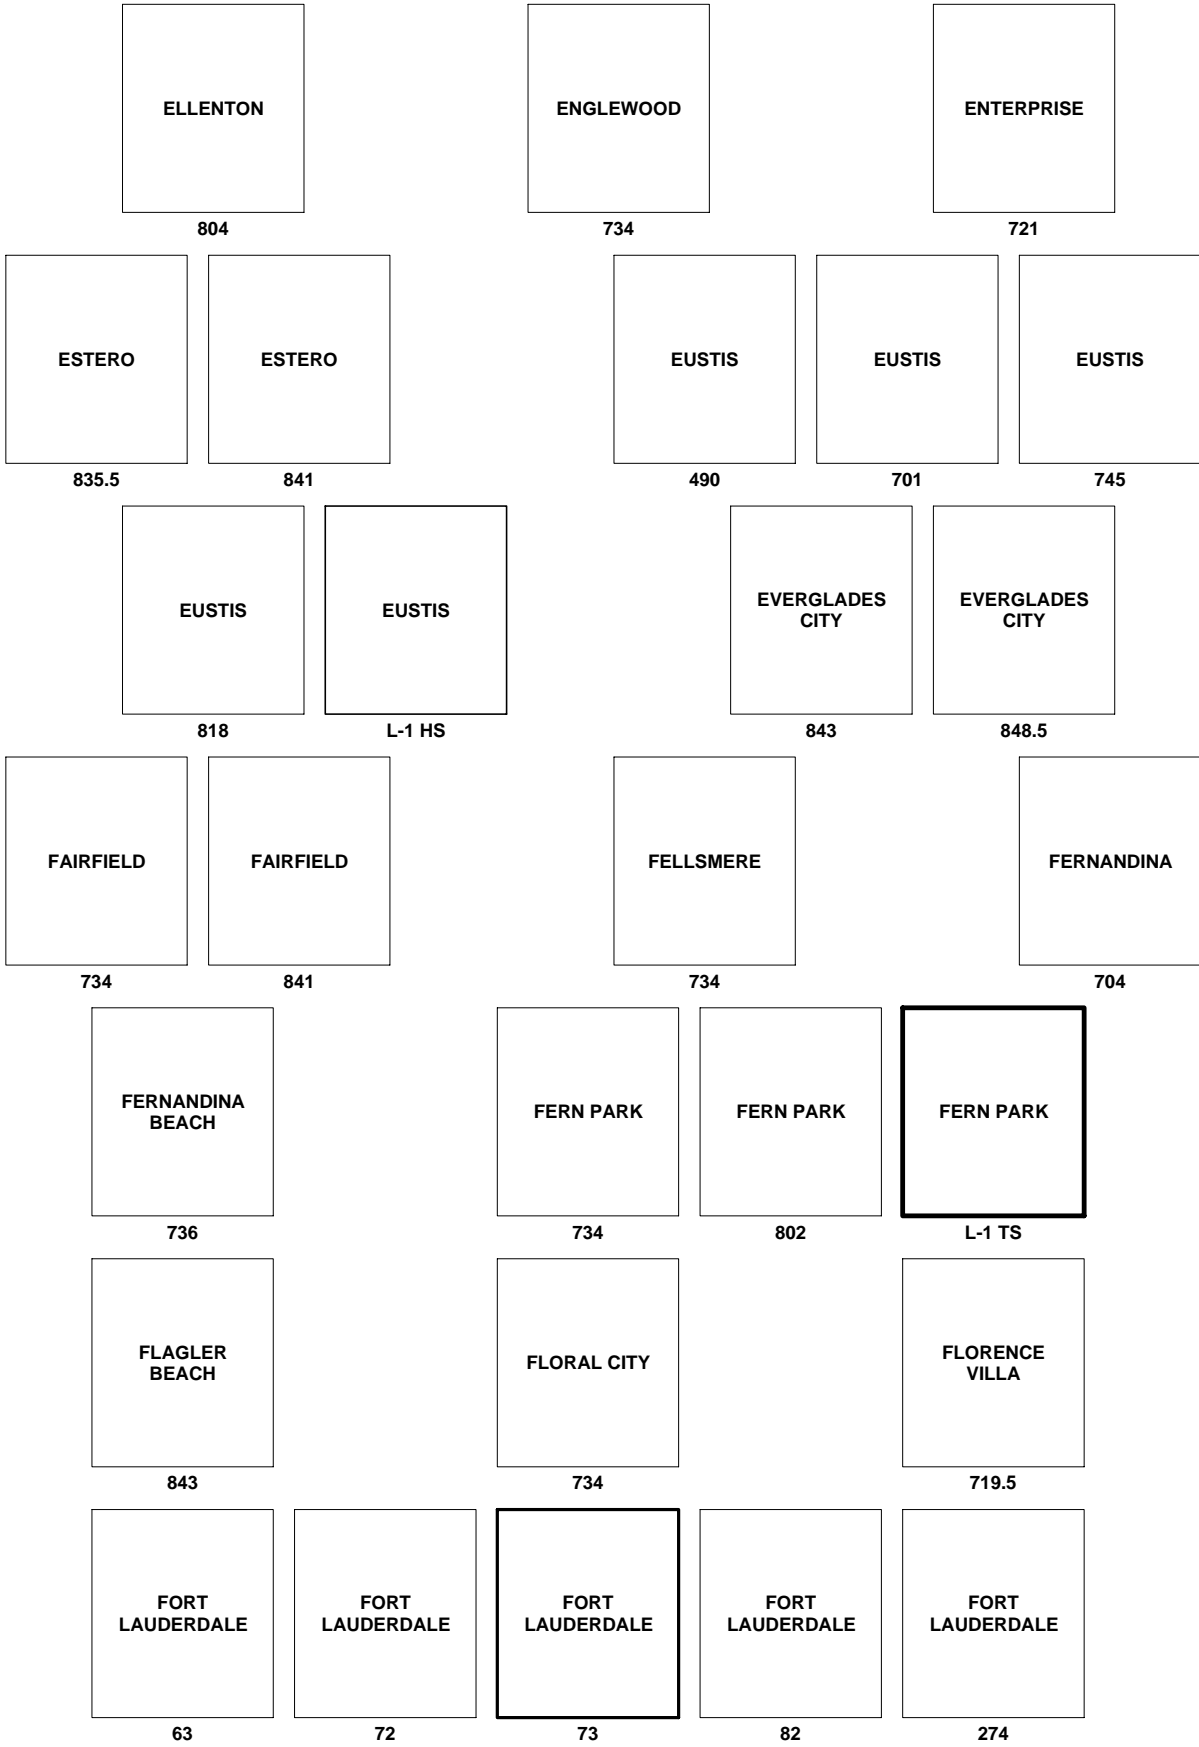 ELLENTON
804
ENGLEWOOD
734
ENTERPRISE
721
ESTERO
835.5
ESTERO
841
EUSTIS
490
EUSTIS
701
EUSTIS
745
EUSTIS
818
EUSTIS
L-1 HS
EVERGLADES
CITY
843
EVERGLADES
CITY
848.5
FAIRFIELD
734
FAIRFIELD
841
FELLSMERE
734
FERNANDINA
704
FERNANDINA
BEACH
736
FERN PARK
734
FERN PARK
802
FERN PARK
L-1 TS
FLAGLER
BEACH
843
FLORAL CITY
734
FLORENCE
VILLA
719.5
FORT
LAUDERDALE
63
FORT
LAUDERDALE
72
FORT
LAUDERDALE
73
FORT
LAUDERDALE
82
FORT
LAUDERDALE
274